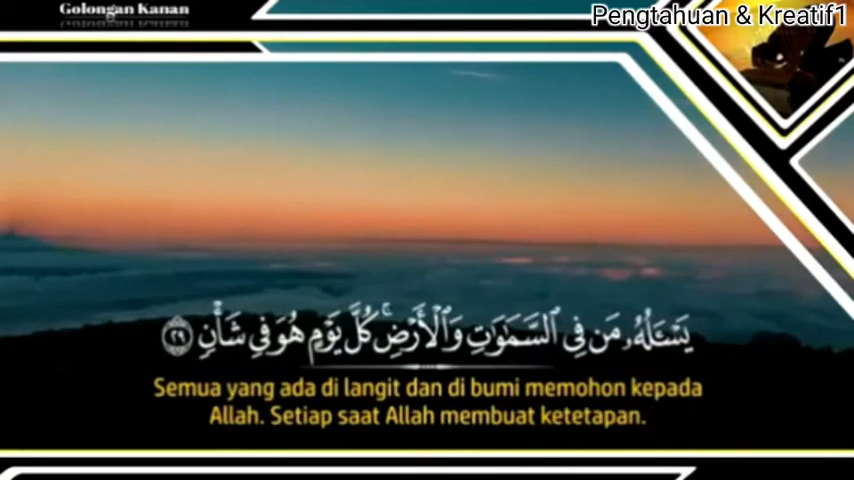 Golongan Kanan
Pengtahuan & Kreatif1
يَسْـَٔلُهُۥ مَن فِي ٱلسَّمَٰوَٰتِ وَٱلْأَرْضِ ۚ كُلَّ يَوْمٍ هُوَ فِي شَأْنٍ ٢٩
Semua yang ada di langit dan di bumi memohon kepada
Allah. Setiap saat Allah membuat ketetapan.